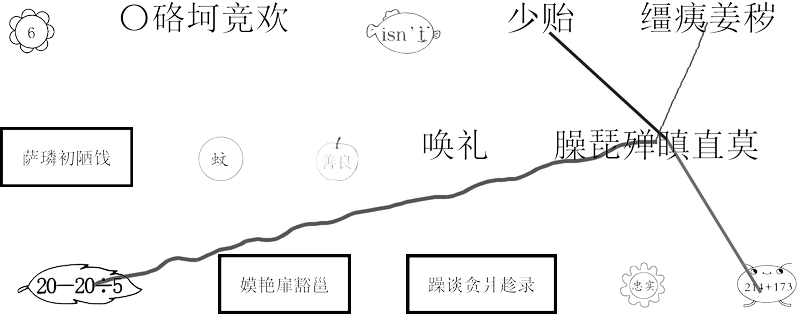 〇硌坷竞欢
少贻
缰痍姜秽
6
isn't
萨璘初陋饯
蚊
善良
唤礼
臊琵殚嗔直莫
20-20÷5
嫫艳扉豁邕
躁谈贪爿趁录
忠实
214+173